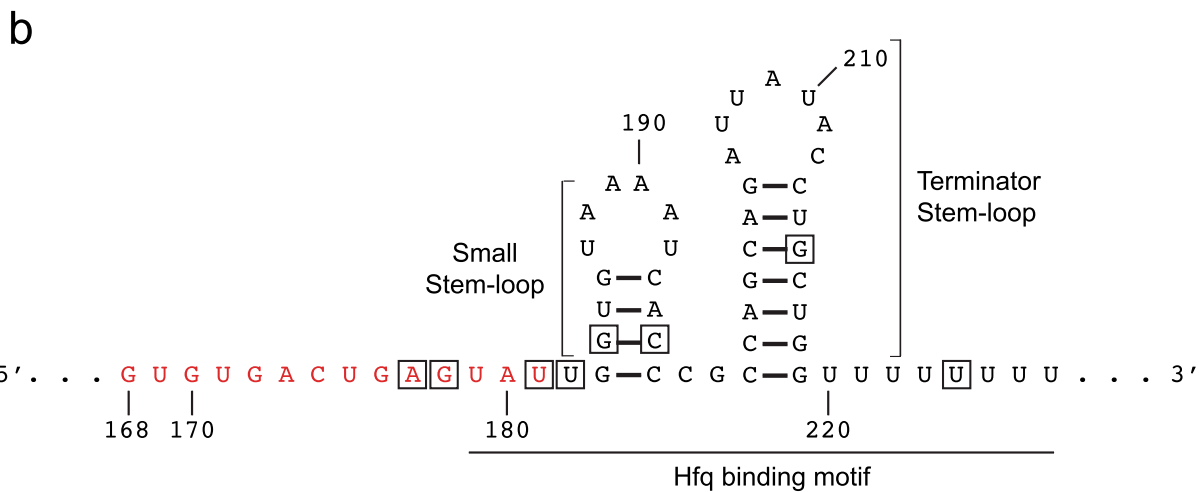 b
A
210
U
U
190
U
A
A
C
A
A
A
A
G
C
Terminator
Stem-loop
A
U
Small
Stem-loop
U
U
C
G
G
C
G
C
U
A
A
U
G
C
C
G
5'. . . G U G U G A C U G A G U A U U G C C G C G U U U U U U U U . . . 3'
168
170
180
220
Hfq binding motif